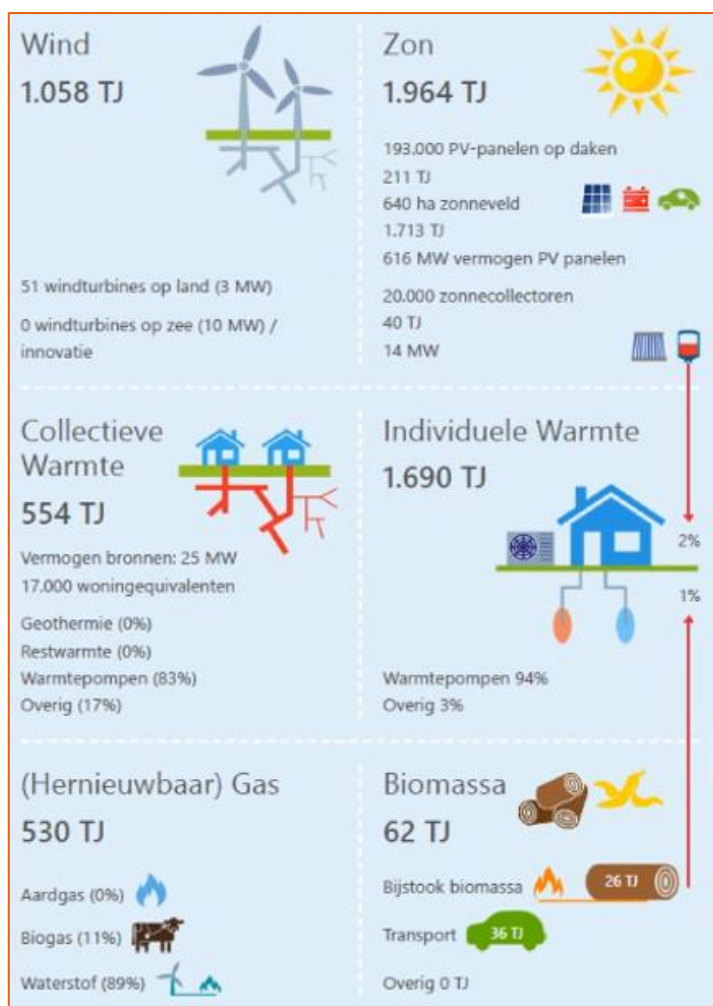 Wind
1.058 TJ
51 windturbines op land (3 MW)
0 windturbines op zee (10 MW) /
innovatie
Zon
1.964 TJ
193.000 PV-panelen op daken
211 TJ
640 ha zonneveld
1.713 TJ
616 MW vermogen PV panelen
20.000 zonnecollectoren
40 TJ
14 MW
Collectieve
Warmte
554 TJ
Vermogen bronnen: 25 MW
17.000 woningequivalenten
Geothermie (0%)
Restwarmte (0%)
Warmtepompen (83%)
Overig (17%)
Individuele Warmte
1.690 TJ
2%
1%
Warmtepompen 94%
Overig 3%
(Hernieuwbaar) Gas
530 TJ
Aardgas (0%)
Biogas (11%)
Waterstof (89%)
Biomassa
62 TJ
Bijstook biomassa 26 TJ
Transport 36 TJ
Overig 0 TJ